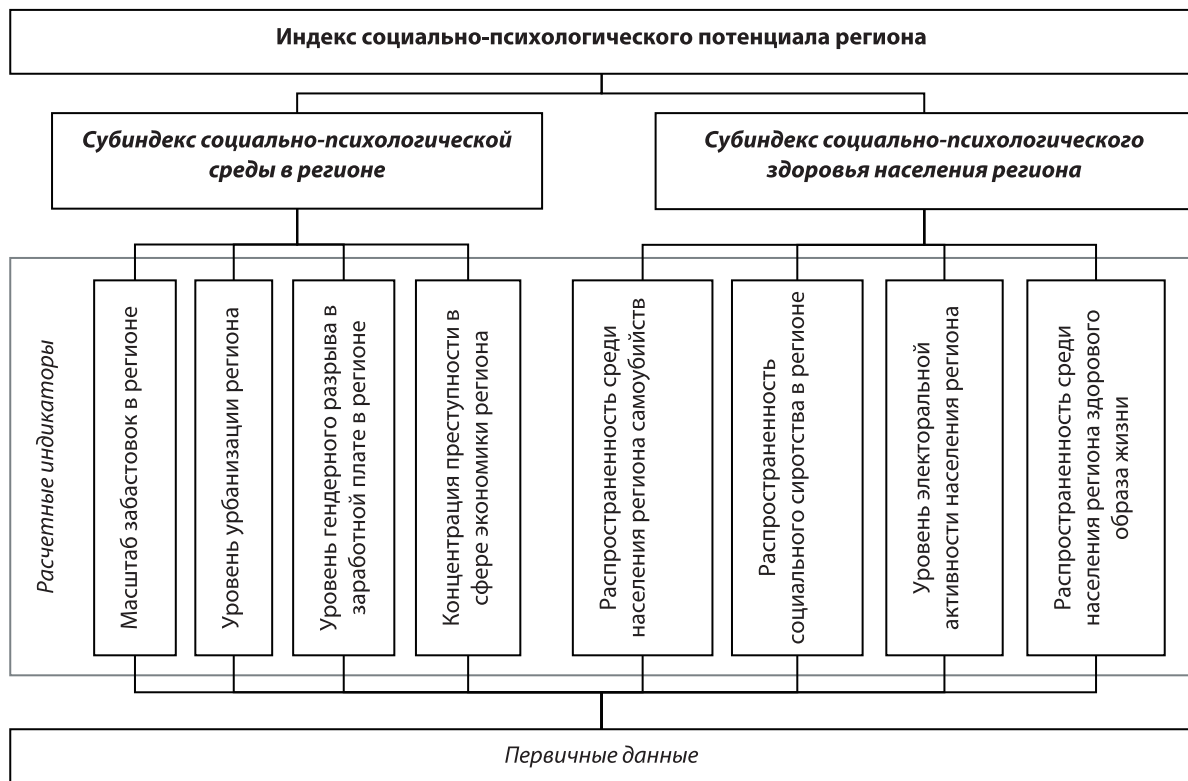 Индекс социально-психологического потенциала региона
Субиндекс социально-психологической
среды в регионе
Субиндекс социально-психологического
здоровья населения региона
Расчетные индикаторы
Масштаб забастовок в регионе
Уровень урбанизации региона
Уровень гендерного разрыва в
заработной плате в регионе
Концентрация преступности в
сфере экономики региона
Распространенность среди
населения региона самоубийств
Распространенность
социального сиротства в регионе
Уровень электоральной
активности населения региона
Распространенность среди
населения региона здорового
образа жизни
Первичные данные